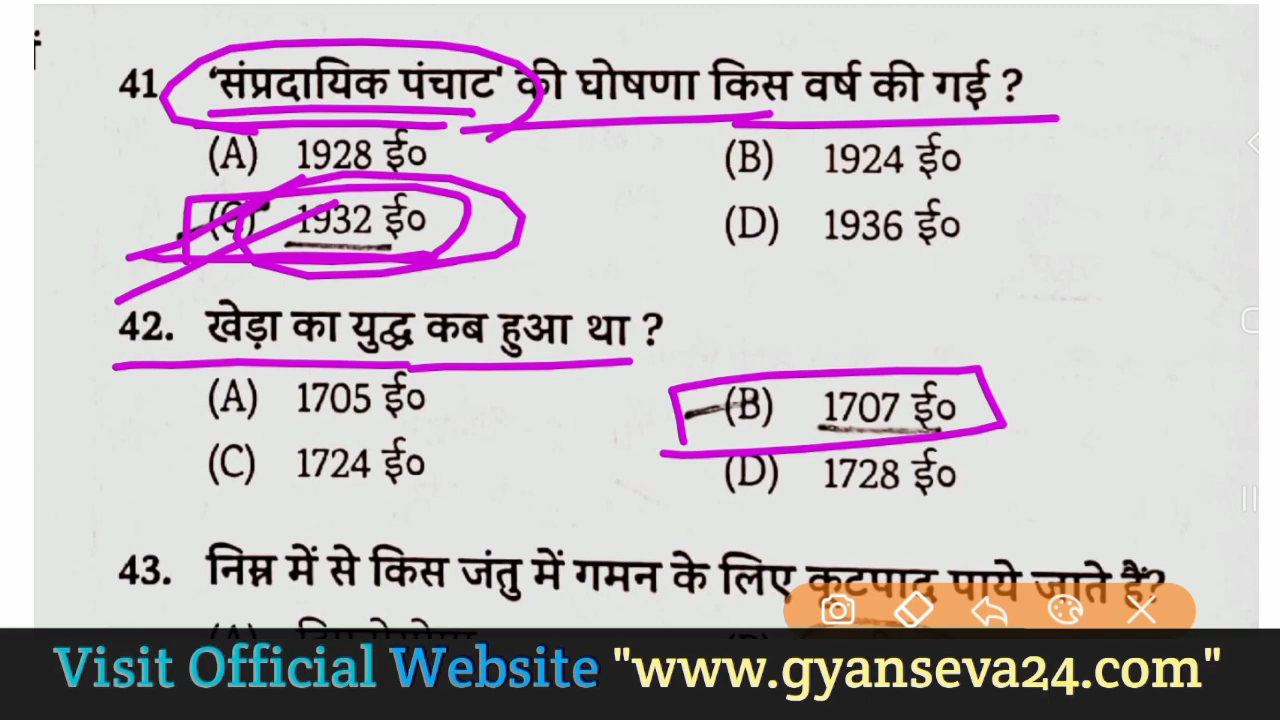 41 'संप्रदायिक पंचाट' की घोषणा किस वर्ष की गई ?
(A) 1928 ई० (B) 1924 ई०
(C) 1932 ई० (D) 1936 ई०
42. खेड़ा का युद्ध कब हुआ था ?
(A) 1705 ई० (B) 1707 ई०
(C) 1724 ई० (D) 1728 ई०
43. निम्न में से किस जंतु में गमन के लिए कूटपाद पाये जाते हैं?
Visit Official Website "www.gyanseva24.com"